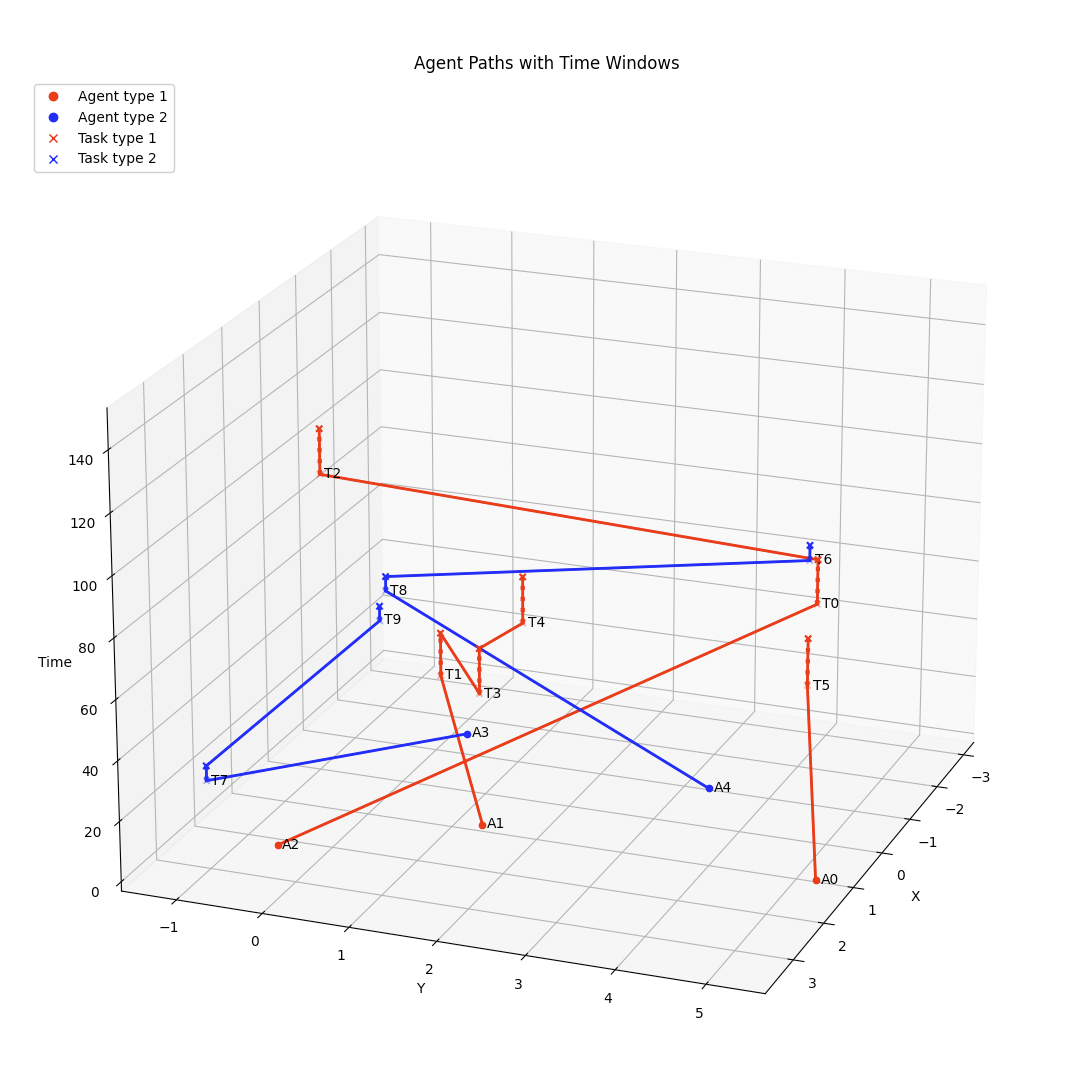 Agent Paths with Time Windows
Agent type 1
Agent type 2
Task type 1
Task type 2
T2
T6
T8
T0
T9
T4
T1
T5
T3
A3
T7
A4
A1
A2
A0
Time
140
120
100
80
60
40
20
0
−1
0
1
2
3
4
5
Y
−3
−2
−1
0
1
2
3
X